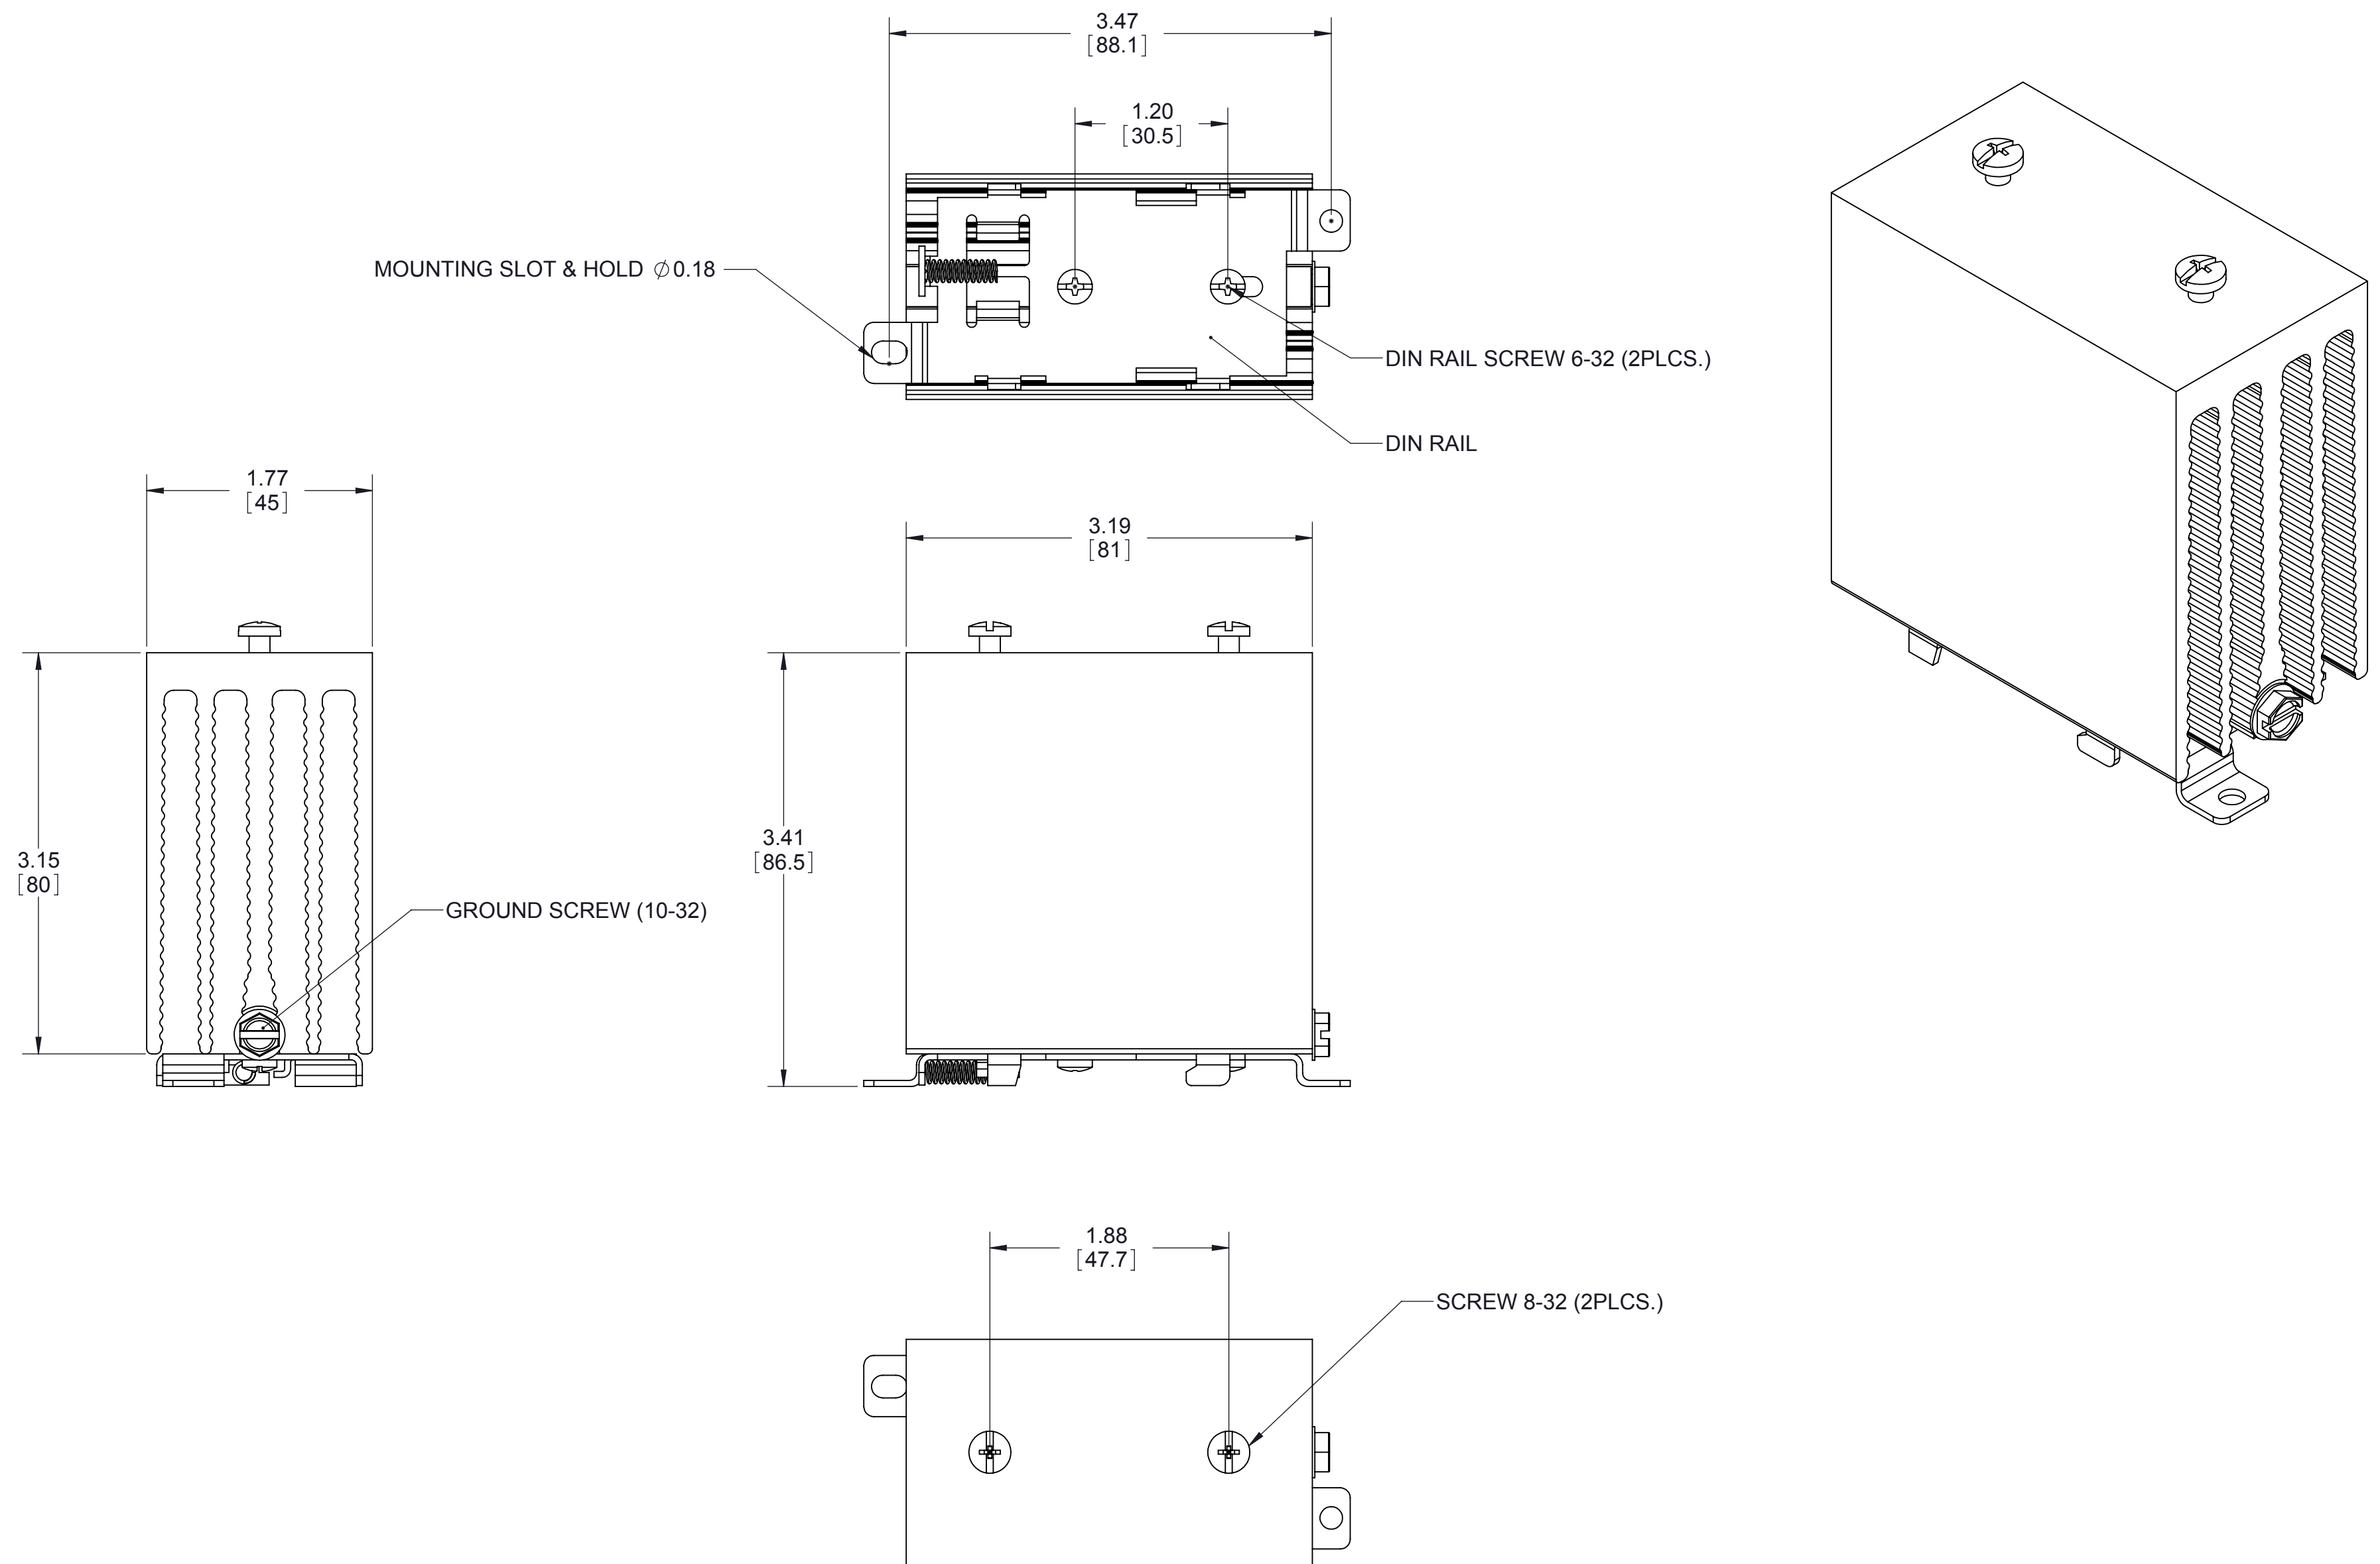 3.47
[88.1]
1.20
[30.5]
MOUNTING SLOT & HOLD ⌀0.18
DIN RAIL SCREW 6-32 (2PLCS.)
DIN RAIL
1.77
[45]
3.19
[81]
3.41
[86.5]
3.15
[80]
GROUND SCREW (10-32)
1.88
[47.7]
SCREW 8-32 (2PLCS.)